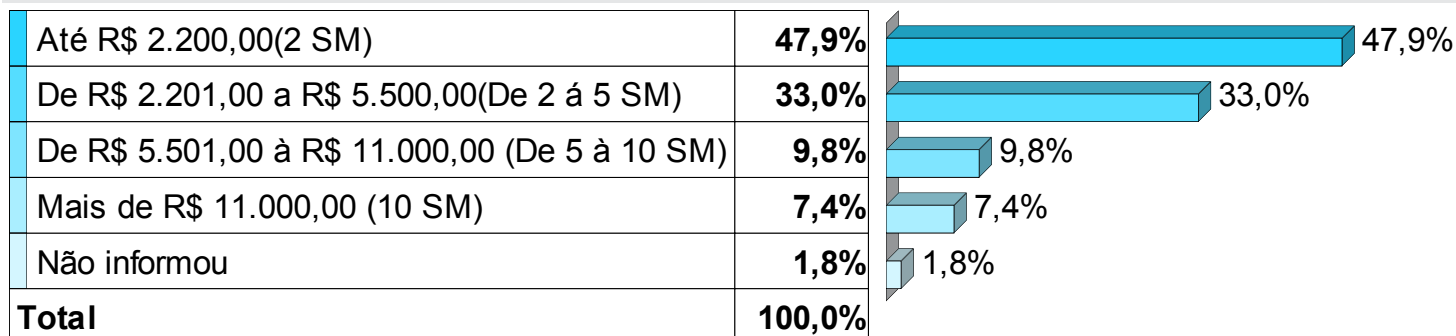 Até R$ 2.200,00(2 SM) 47,9% 47,9%
De R$ 2.201,00 a R$ 5.500,00(De 2 á 5 SM) 33,0% 33,0%
De R$ 5.501,00 à R$ 11.000,00 (De 5 à 10 SM) 9,8% 9,8%
Mais de R$ 11.000,00 (10 SM) 7,4% 7,4%
Não informou 1,8% 1,8%
Total 100,0%